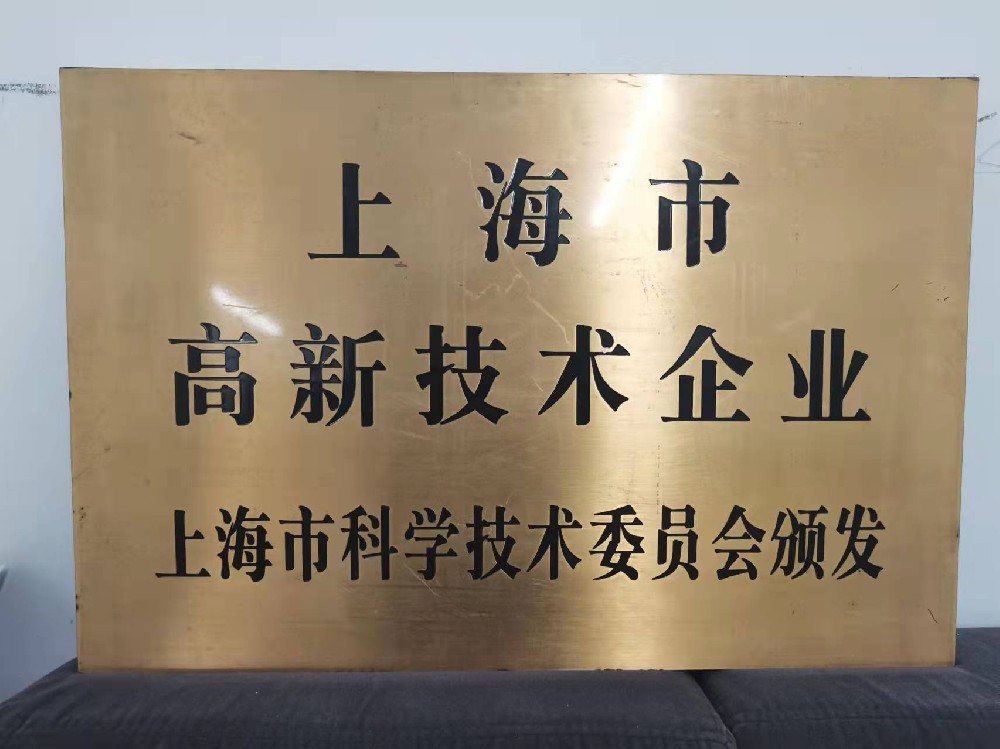 上海市
高新技术企业
上海市科学技术委员会颁发